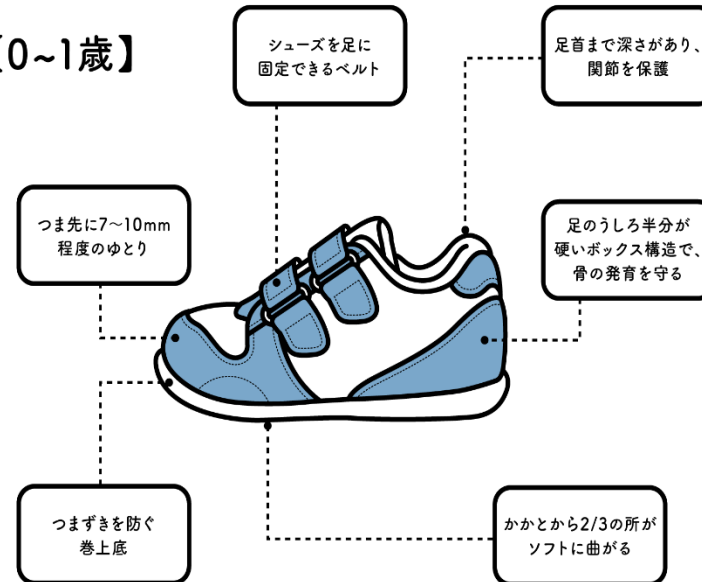 【0~1歳】
シューズを足に
固定できるベルト
足首まで深さがあり、
関節を保護
つま先に7~10mm
程度のゆとり
足のうしろ半分が
硬いボックス構造で、
骨の発育を守る
つまずきを防ぐ
巻上底
かかとから2/3の所が
ソフトに曲がる